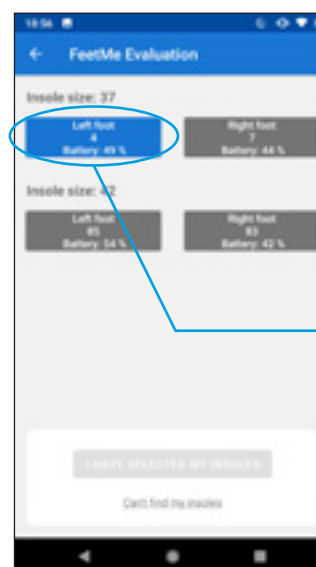 18:56
FeetMe Evaluation
Insole size: 37
Left foot
4
Battery: 49 %
Right foot
7
Battery: 44 %
Insole size: 42
Left foot
85
Battery: 54 %
Right foot
83
Battery: 42 %
I HAVE SELECTED MY INSOLES
Can't find my insoles